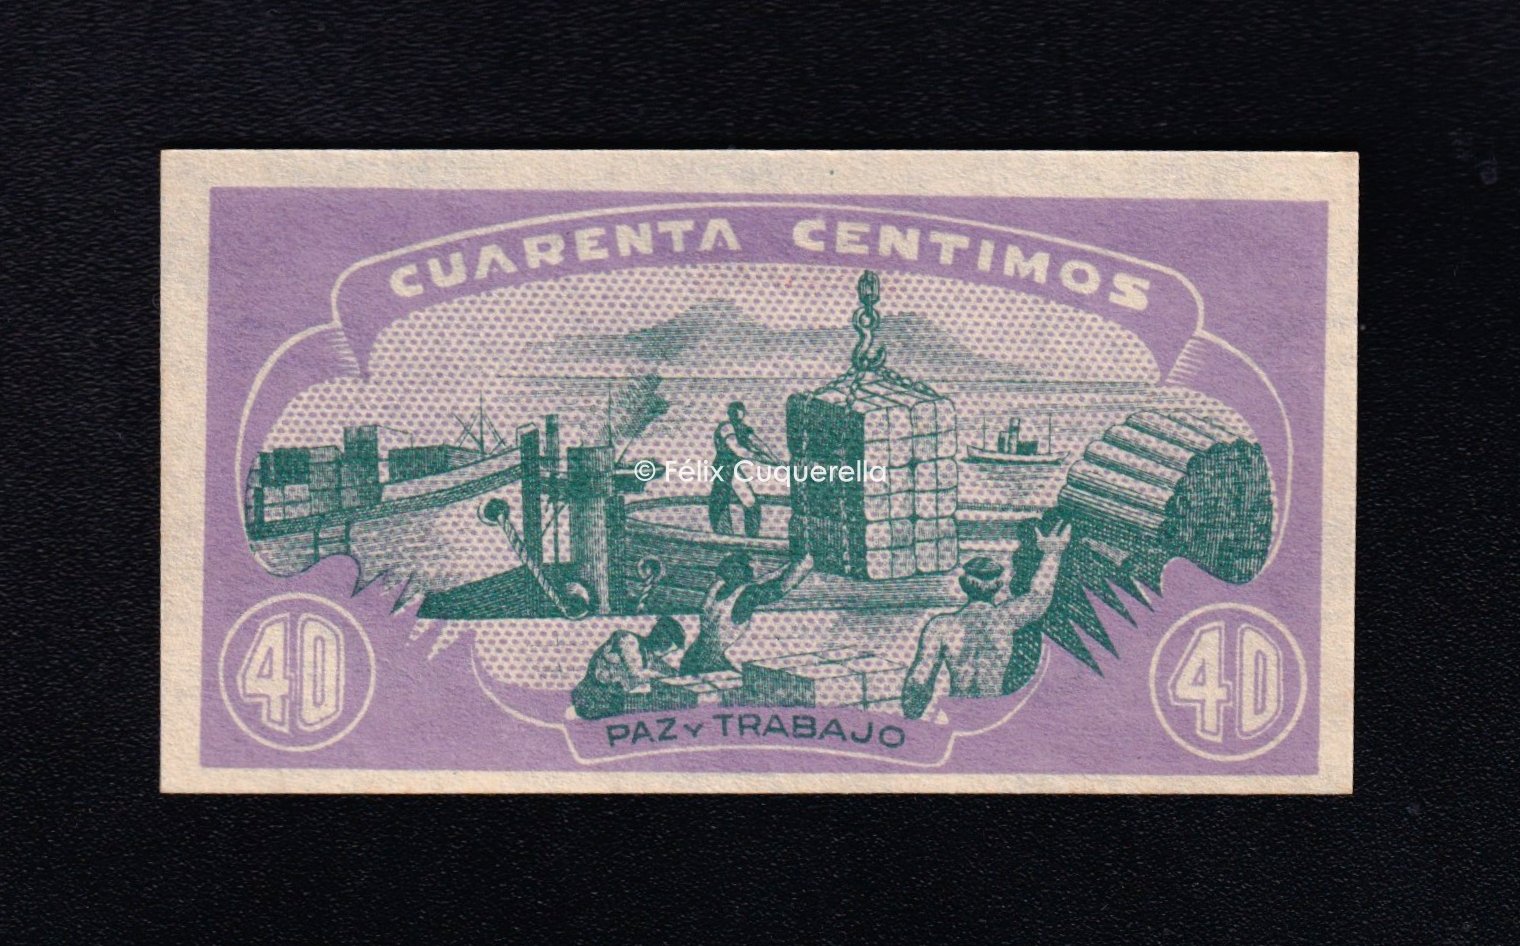 CUARENTA CENTIMOS
© Félix Cuquerella
40
40
PAZ Y TRABAJO